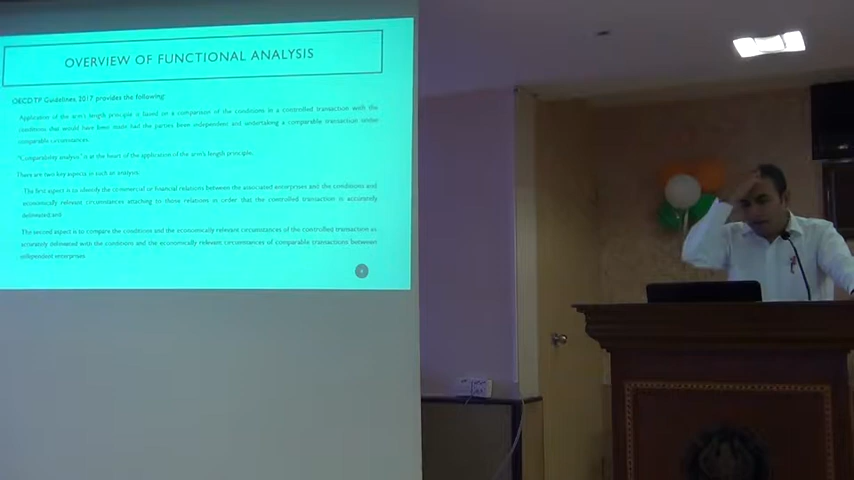 OVERVIEW OF FUNCTIONAL ANALYSIS
OECD TP Guidelines, 2017 provides the following:
Application of the arm's length principle is based on a comparison of the conditions in a controlled transaction with the
conditions that would have been made had the parties been independent and undertaking a comparable transaction under
comparable circumstances.
"Comparability analysis" is at the heart of the application of the arm's length principle.
There are two key aspects in such an analysis:
The first aspect is to identify the commercial or financial relations between the associated enterprises and the conditions and
economically relevant circumstances attaching to those relations in order that the controlled transaction is accurately
delineated; and
The second aspect is to compare the conditions and the economically relevant circumstances of the controlled transaction as
accurately delineated with the conditions and the economically relevant circumstances of comparable transactions between
independent enterprises.